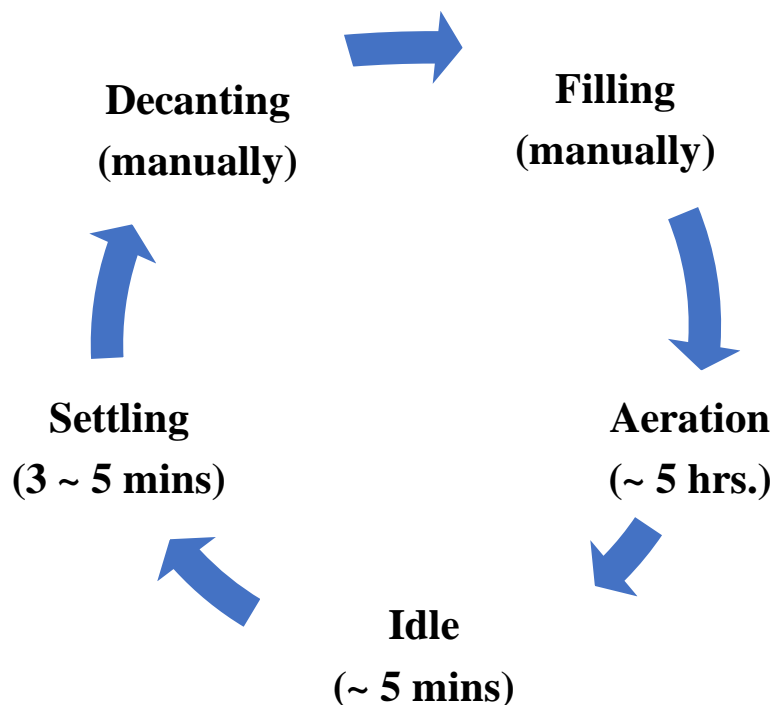 Decanting
(manually)
Filling
(manually)
Aeration
(~ 5 hrs.)
Idle
(~ 5 mins)
Settling
(3 ~ 5 mins)